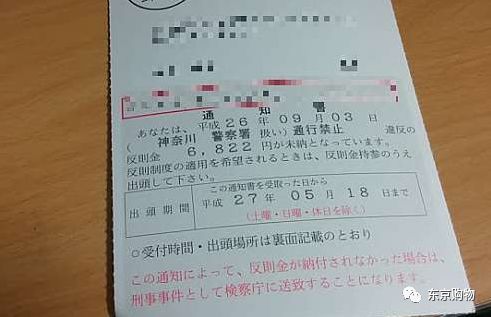 通　知　書
あなたは、平成 26 年 09 月 03 日
( 神奈川 警察署 扱い) 通行禁止 違反の
反則金 6,822 円が未納となっています。
反則制度の適用を希望されるときは、反則金持参のうえ
出頭して下さい。
出頭期間
この通知書を受取った日から
平成 27 年 05 月 18 日まで
(土曜・日曜・休日を除く)
○受付時間・出頭場所は裏面記載のとおり
この通知によって、反則金が納付されなかった場合は、
刑事事件として検察庁に送致することになります。
东京购物